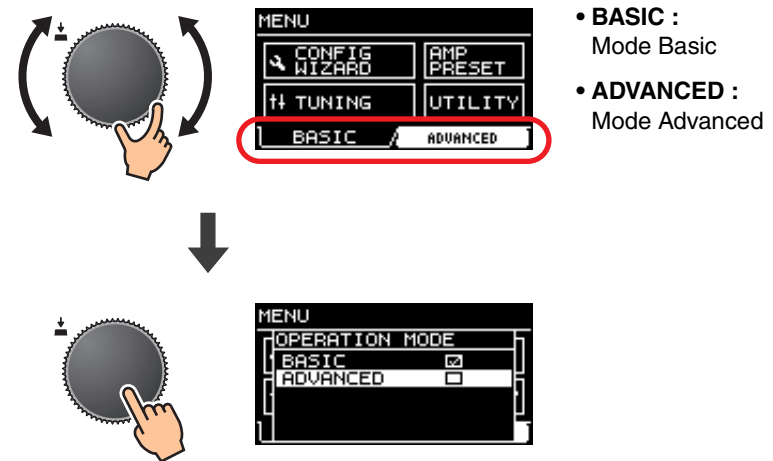 MENU
CONFIG WIZARD
AMP PRESET
TUNING
UTILITY
BASIC
ADVANCED
• BASIC :
Mode Basic
• ADVANCED :
Mode Advanced
MENU
OPERATION MODE
BASIC
ADVANCED